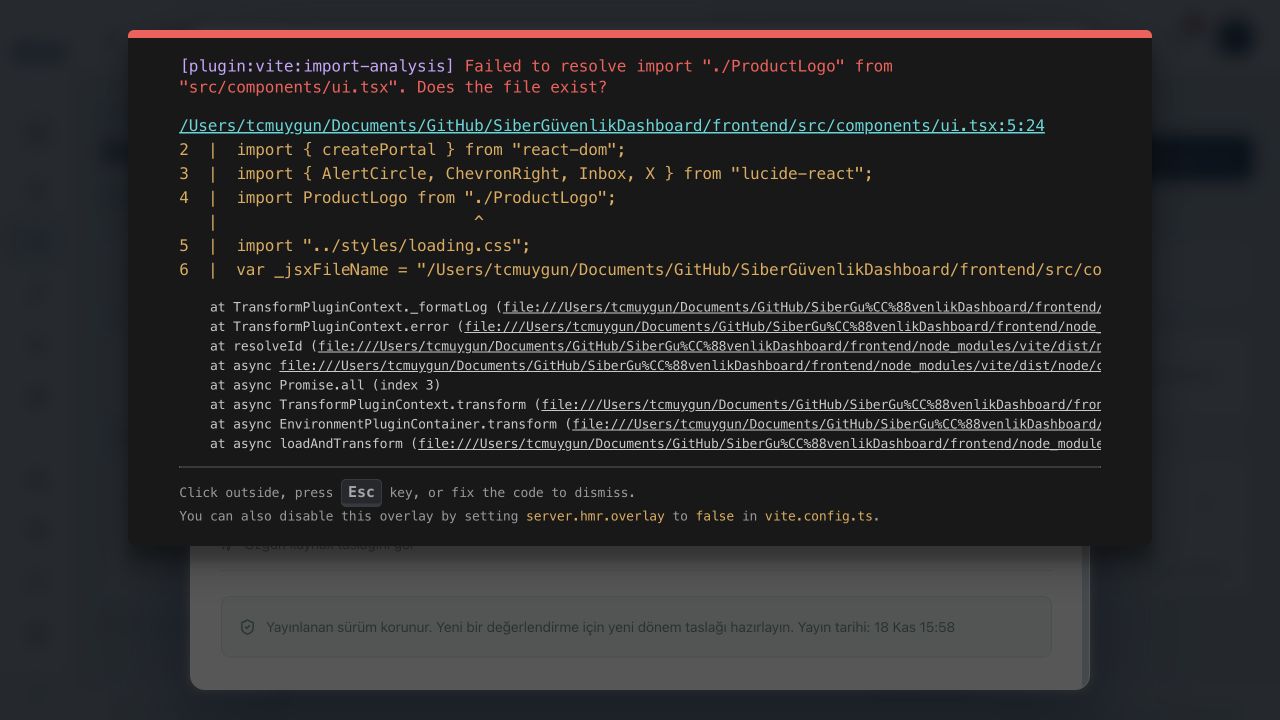 [plugin:vite:import-analysis] Failed to resolve import "./ProductLogo" from
"src/components/ui.tsx". Does the file exist?
/Users/tcmuygun/Documents/GitHub/SiberGüvenlikDashboard/frontend/src/components/ui.tsx:5:24
2  |  import { createPortal } from "react-dom";
3  |  import { AlertCircle, ChevronRight, Inbox, X } from "lucide-react";
4  |  import ProductLogo from "./ProductLogo";
   |                           ^
5  |  import "../styles/loading.css";
6  |  var _jsxFileName = "/Users/tcmuygun/Documents/GitHub/SiberGüvenlikDashboard/frontend/src/co
at TransformPluginContext._formatLog (file:///Users/tcmuygun/Documents/GitHub/SiberGu%CC%88venlikDashboard/frontend/
at TransformPluginContext.error (file:///Users/tcmuygun/Documents/GitHub/SiberGu%CC%88venlikDashboard/frontend/node_
at resolveId (file:///Users/tcmuygun/Documents/GitHub/SiberGu%CC%88venlikDashboard/frontend/node_modules/vite/dist/
at async file:///Users/tcmuygun/Documents/GitHub/SiberGu%CC%88venlikDashboard/frontend/node_modules/vite/dist/node/c
at async Promise.all (index 3)
at async TransformPluginContext.transform (file:///Users/tcmuygun/Documents/GitHub/SiberGu%CC%88venlikDashboard/fron
at async EnvironmentPluginContainer.transform (file:///Users/tcmuygun/Documents/GitHub/SiberGu%CC%88venlikDashboard/
at async loadAndTransform (file:///Users/tcmuygun/Documents/GitHub/SiberGu%CC%88venlikDashboard/frontend/node_module
Click outside, press Esc key, or fix the code to dismiss.
You can also disable this overlay by setting server.hmr.overlay to false in vite.config.ts.
Yayınlanan sürüm korunur. Yeni bir değerlendirme için yeni dönem taslağı hazırlayın. Yayın tarihi: 18 Kas 15:58